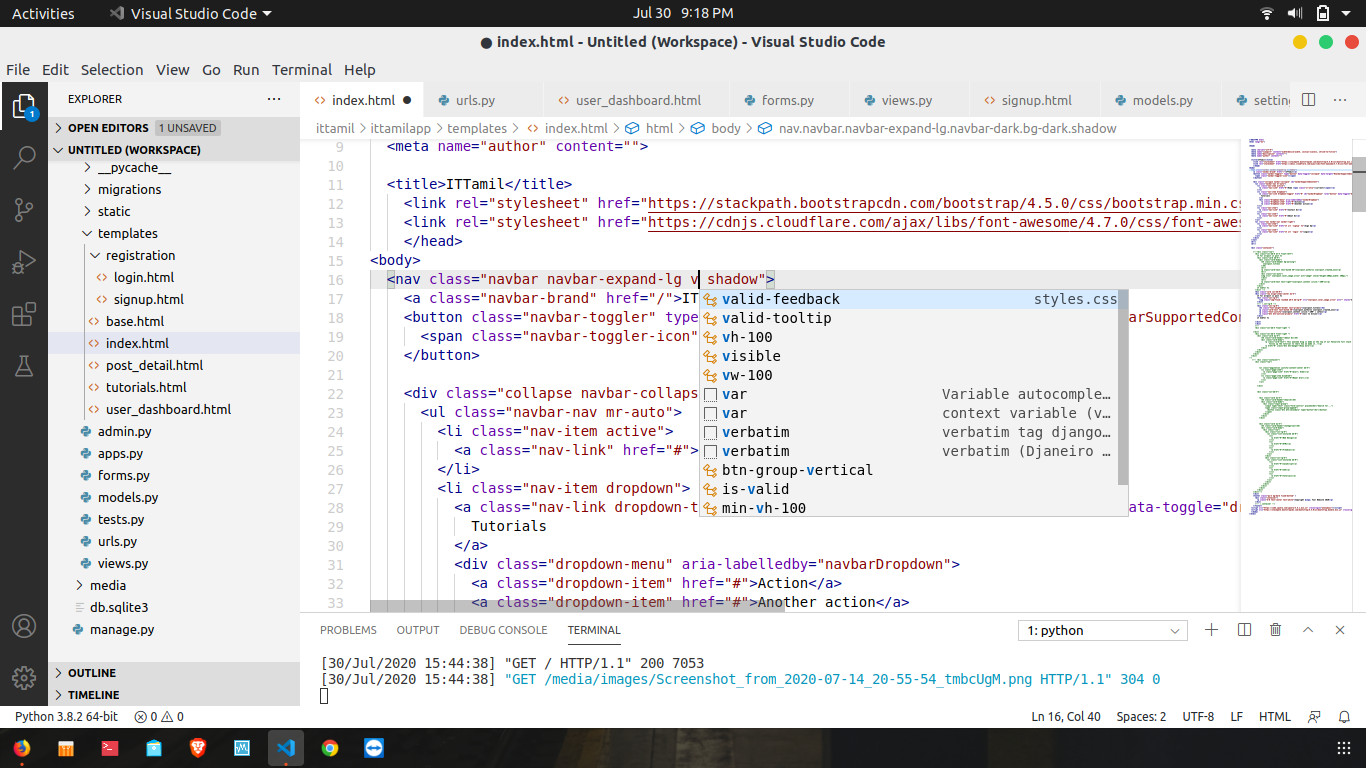 Activities
Visual Studio Code
Jul 30 9:18 PM
● index.html - Untitled (Workspace) - Visual Studio Code
File Edit Selection View Go Run Terminal Help
1
EXPLORER
OPEN EDITORS 1 UNSAVED
UNTITLED (WORKSPACE)
__pycache__
migrations
static
templates
registration
login.html
signup.html
base.html
index.html
post_detail.html
tutorials.html
user_dashboard.html
admin.py
apps.py
forms.py
models.py
tests.py
urls.py
views.py
media
db.sqlite3
manage.py
OUTLINE
TIMELINE
index.html ● urls.py user_dashboard.html forms.py views.py signup.html models.py settin
ittamil > ittamilapp > templates > index.html > html > body > nav.navbar.navbar-expand-lg.navbar-dark.bg-dark.shadow
9 <meta name="author" content="">
10
11 <title>ITTamil</title>
12 <link rel="stylesheet" href="https://stackpath.bootstrapcdn.com/bootstrap/4.5.0/css/bootstrap.min.cs
13 <link rel="stylesheet" href="https://cdnjs.cloudflare.com/ajax/libs/font-awesome/4.7.0/css/font-awes
14 </head>
15 <body>
16 <nav class="navbar navbar-expand-lg v shadow">
17 <a class="navbar-brand" href="/">IT
18 <button class="navbar-toggler" type arSupportedCon
19 <span class="navbar-toggler-icon"
20 </button>
21
22 <div class="collapse navbar-collaps
23 <ul class="navbar-nav mr-auto">
24 <li class="nav-item active">
25 <a class="nav-link" href="#">
26 </li>
27 <li class="nav-item dropdown">
28 <a class="nav-link dropdown-t ata-toggle="dr
29 Tutorials
30 </a>
31 <div class="dropdown-menu" aria-labelledby="navbarDropdown">
32 <a class="dropdown-item" href="#">Action</a>
33 <a class="dropdown-item" href="#">Another action</a>
valid-feedback styles.css
valid-tooltip
vh-100
visible
vw-100
var Variable autocomple…
var context variable (v…
verbatim verbatim tag django…
verbatim verbatim (Djaneiro …
btn-group-vertical
is-valid
min-vh-100
PROBLEMS OUTPUT DEBUG CONSOLE TERMINAL
1: python
[30/Jul/2020 15:44:38] "GET / HTTP/1.1" 200 7053
[30/Jul/2020 15:44:38] "GET /media/images/Screenshot_from_2020-07-14_20-55-54_tmbcUgM.png HTTP/1.1" 304 0
Python 3.8.2 64-bit 0 0
Ln 16, Col 40 Spaces: 2 UTF-8 LF HTML